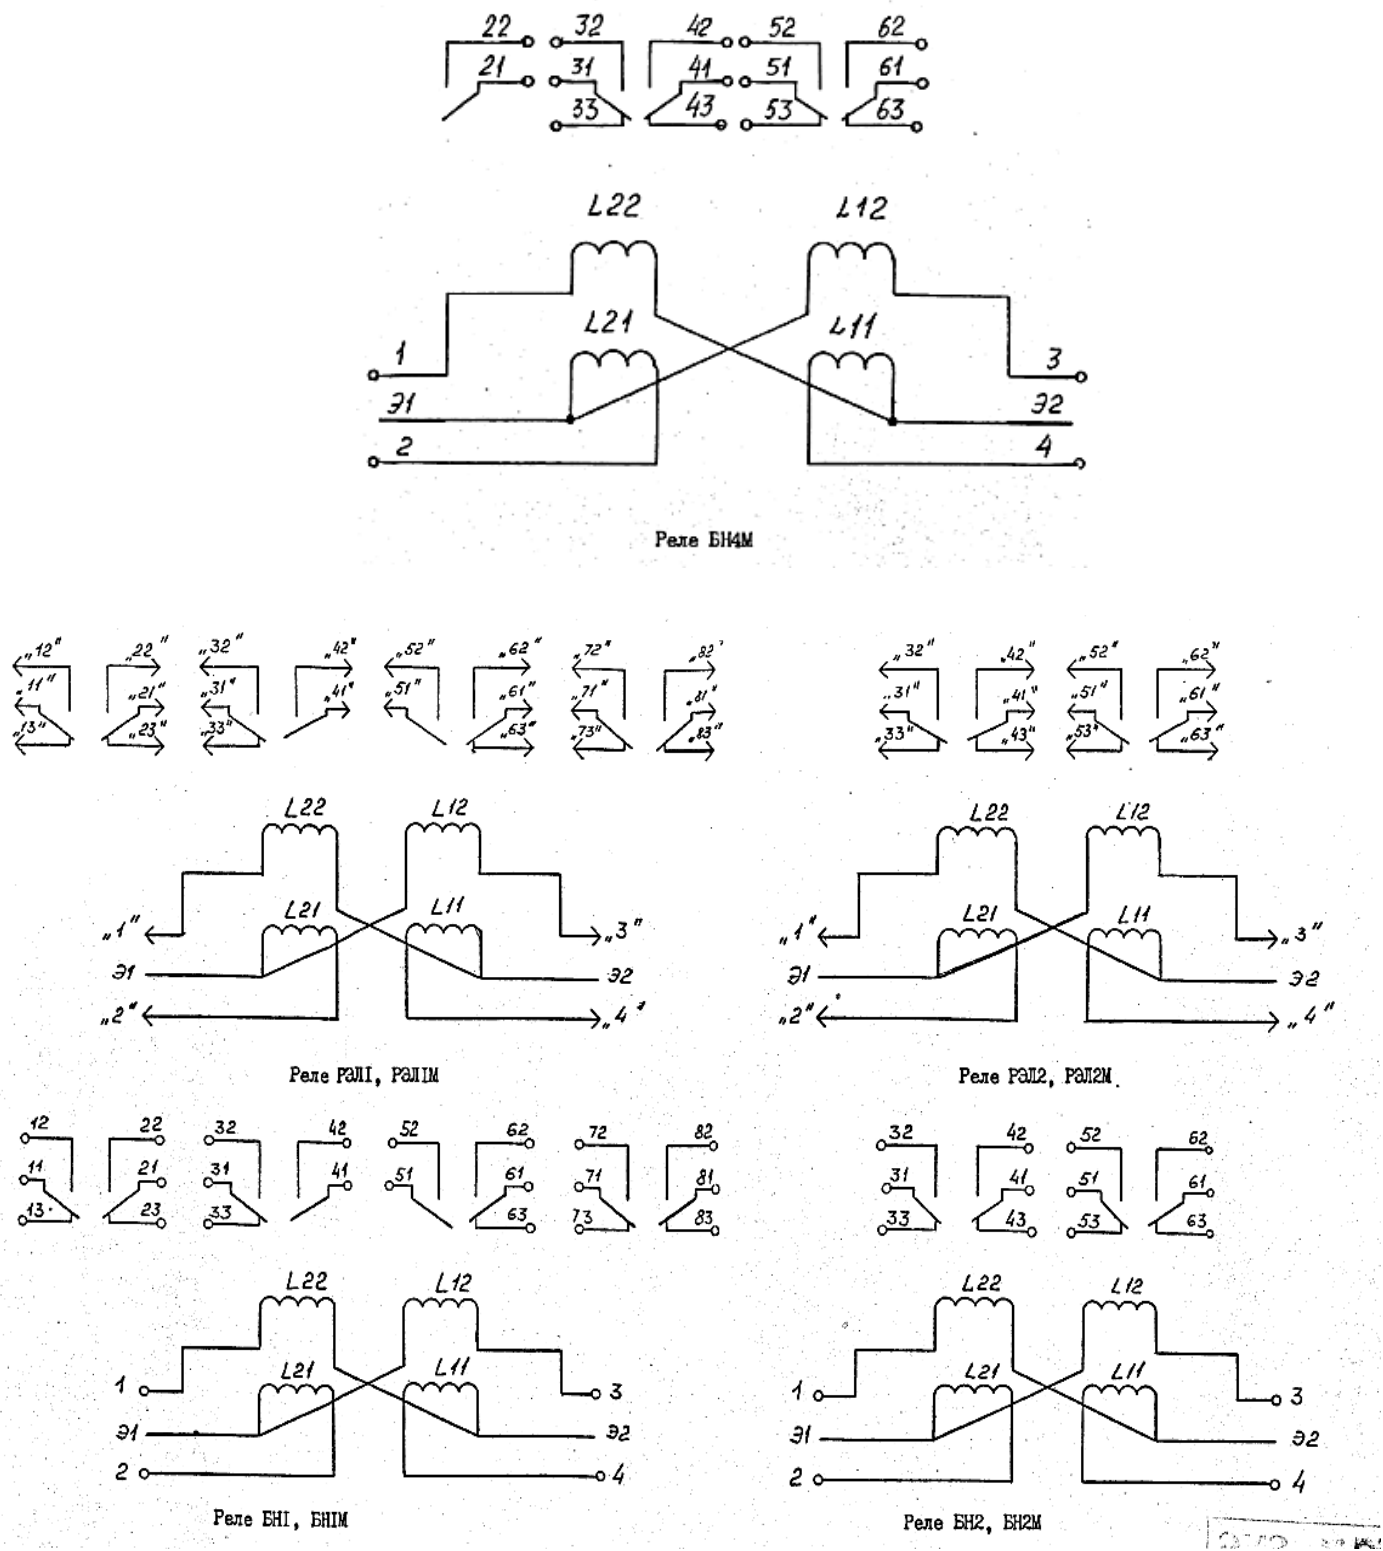 22 32 42 52 62
21 31 41 51 61
33 43 53 63
L22 L12
L21 L11
1 3
Э1 Э2
2 4
Реле БН4М
„12" „22" „32" „42" „52" „62" „72" „82"
„11" „21" „31" „41" „51" „61" „71" „81"
„13" „23" „33" „63" „73" „83"
„32" „42" „52" „62"
„31" „41" „51" „61"
„33" „43" „53" „63"
L22 L12
L21 L11
„1" „3"
Э1 Э2
„2" „4"
Реле РЭЛI, РЭЛIМ
L22 L12
L21 L11
„1" „3"
Э1 Э2
„2" „4"
Реле РЭЛ2, РЭЛ2М.
12 22 32 42 52 62 72 82
11 21 31 41 51 61 71 81
13 23 33 63 73 83
32 42 52 62
31 41 51 61
33 43 53 63
L22 L12
L21 L11
1 3
Э1 Э2
2 4
Реле БНI, БНIМ
L22 L12
L21 L11
1 3
Э1 Э2
2 4
Реле БН2, БН2М